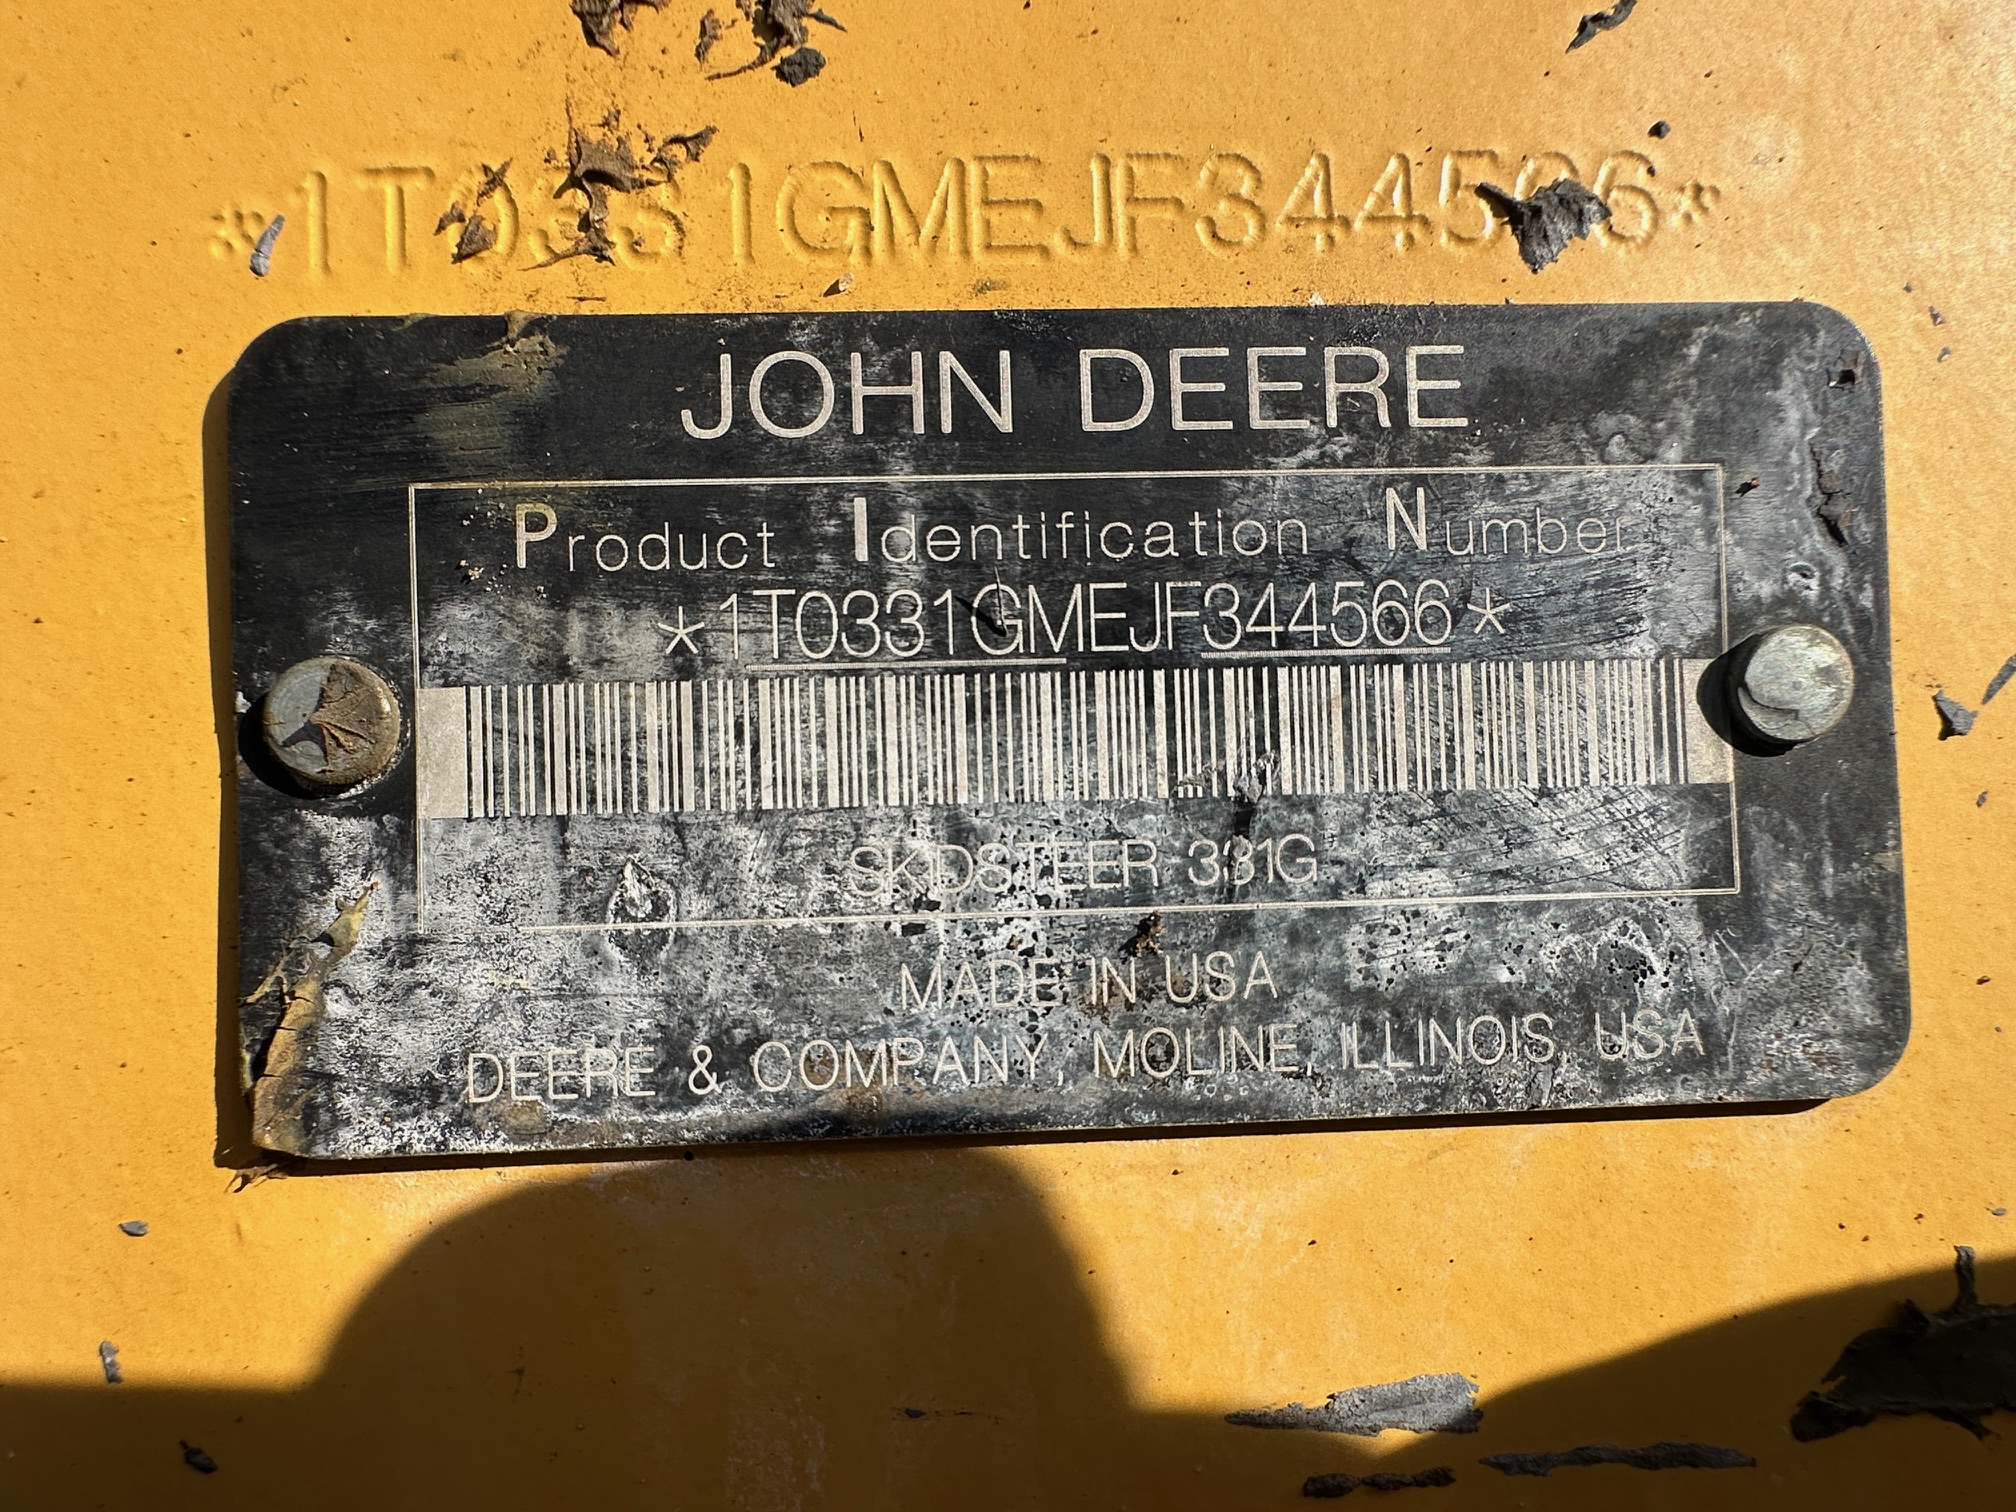 *1T0331GMEJF344566*
JOHN DEERE
Product Identification Number
*1T0331GMEJF344566*
SKIDSTEER 331G
MADE IN USA
DEERE & COMPANY, MOLINE, ILLINOIS, USA